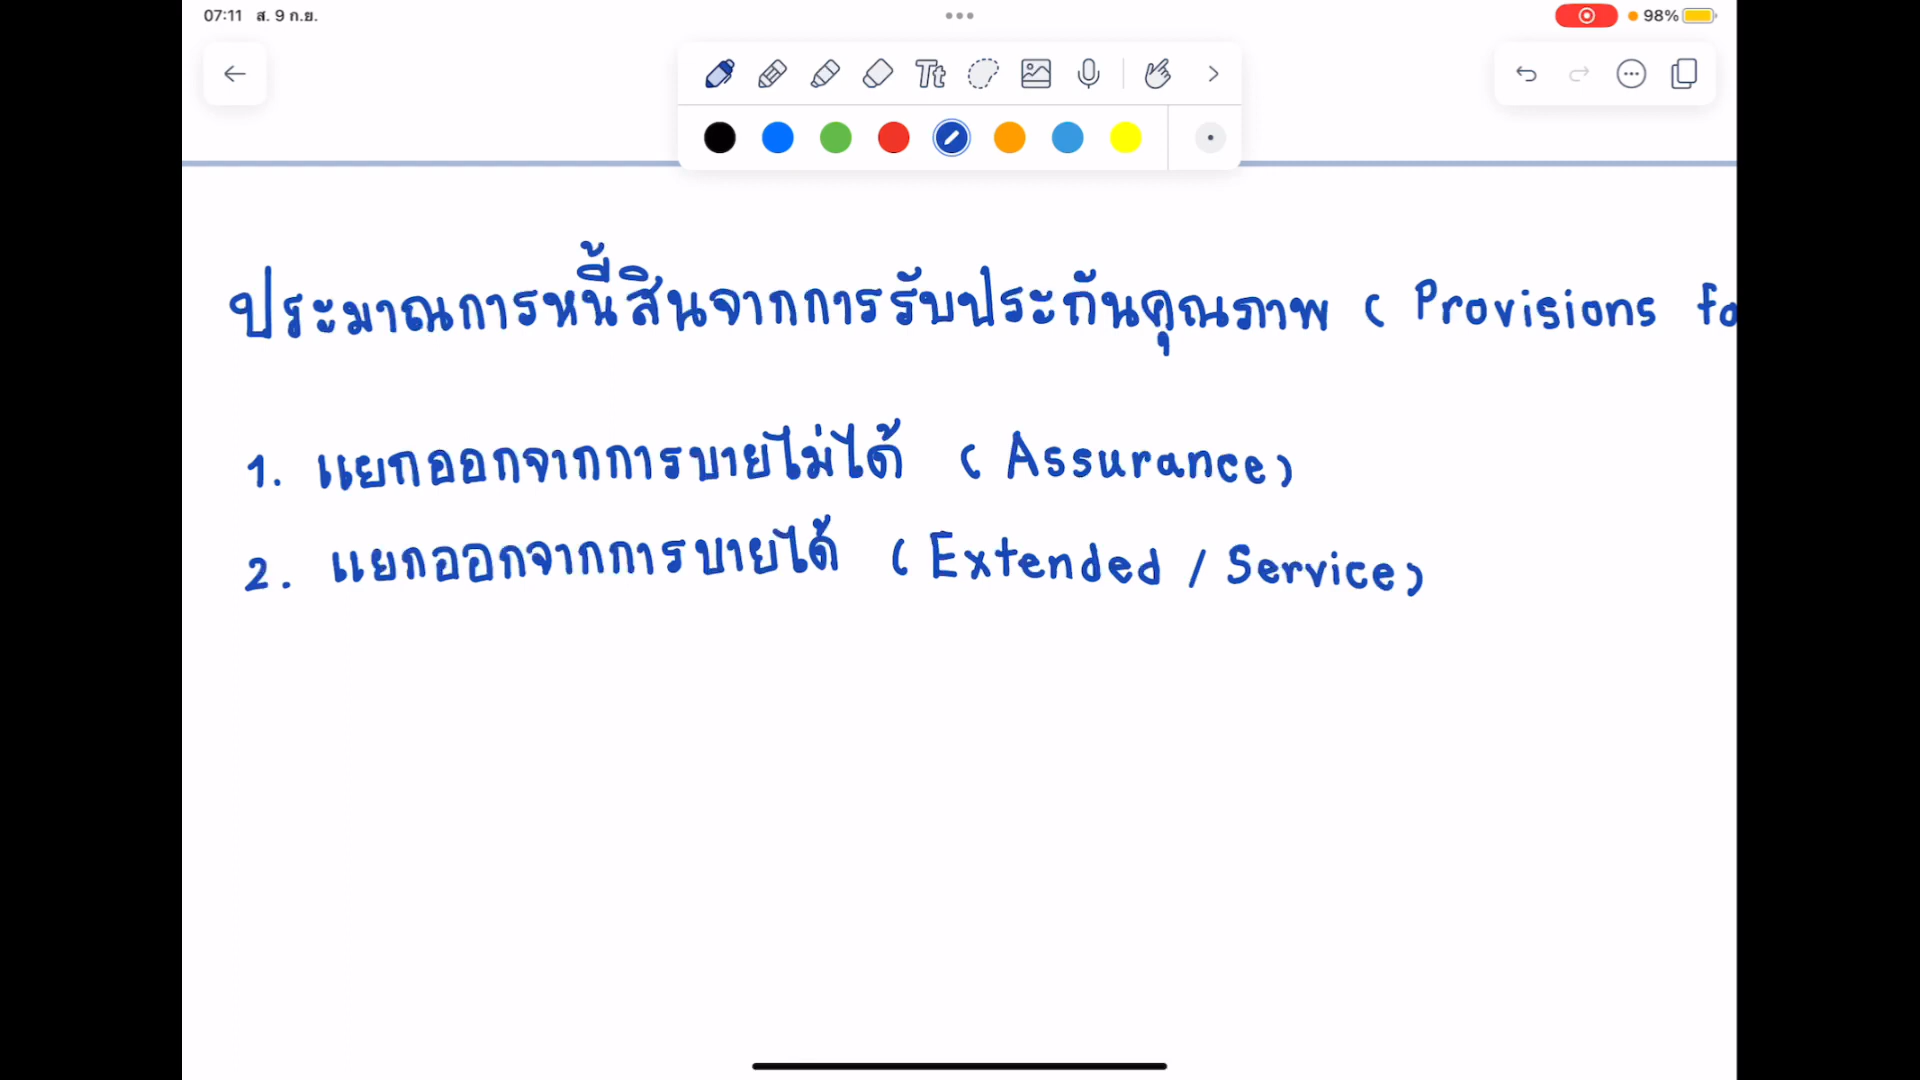 07:11 ส. 9 ก.ย.
98%
Tt
ประมาณการหนี้สินจากการรับประกันคุณภาพ ( Provisions fo
1. แยกออกจากการขายไม่ได้ ( Assurance )
2. แยกออกจากการขายได้ ( Extended / Service )